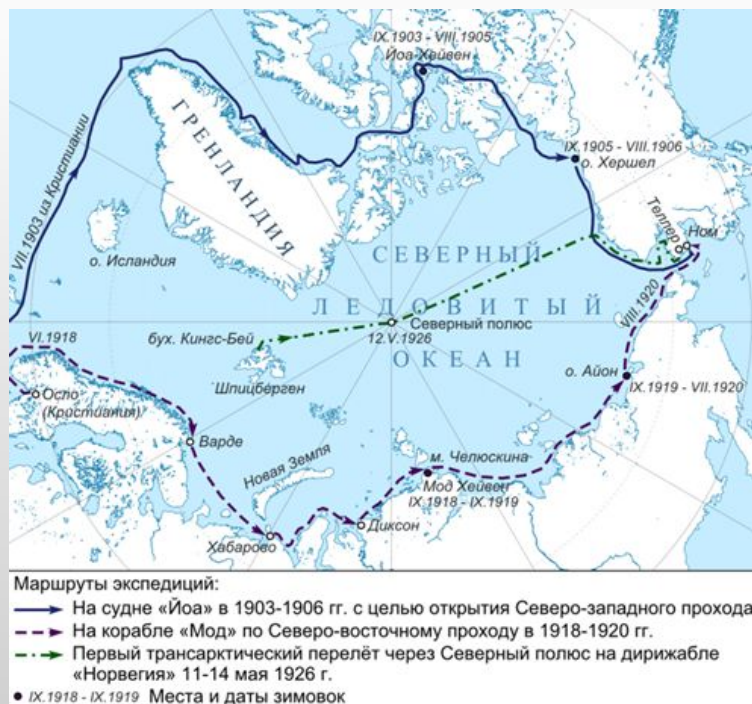 IX.1903 - VIII.1905
Йоа-Хейвен
IX.1905 - VIII.1906
о. Хершел
VII.1903 из Кристиании
ГРЕНЛАНДИЯ
о. Исландия
Теллер
Ном
СЕВЕРНЫЙ
ЛЕДОВИТЫЙ
ОКЕАН
VIII.1920
бух. Кингс-Бей
Северный полюс
12.V.1926
VI.1918
Шпицберген
о. Айон
IX.1919 - VII.1920
Осло
(Кристиания)
Варде
Новая Земля
м. Челюскина
Мод Хейвен
IX.1918 - IX.1919
Диксон
Хабарово
Маршруты экспедиций:
На судне «Йоа» в 1903-1906 гг. с целью открытия Северо-западного прохода
На корабле «Мод» по Северо-восточному проходу в 1918-1920 гг.
Первый трансарктический перелёт через Северный полюс на дирижабле
«Норвегия» 11-14 мая 1926 г.
IX.1918 - IX.1919 Места и даты зимовок